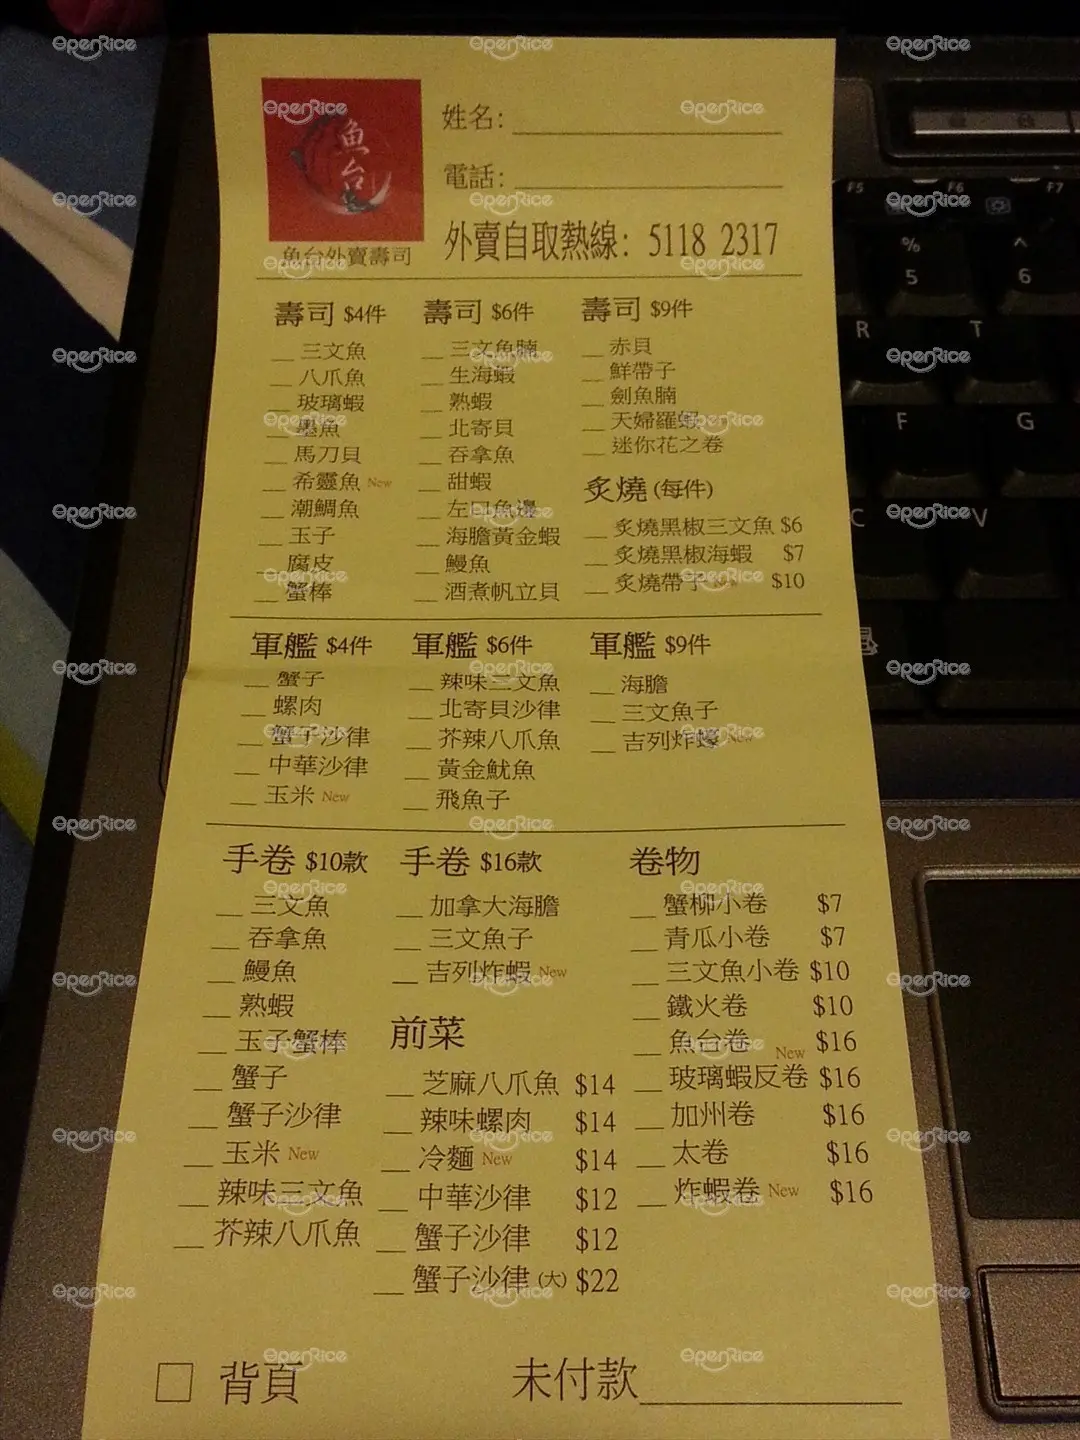 魚台
魚台外賣壽司
姓名：
電話：
外賣自取熱線：5118 2317
壽司 $4件
三文魚
八爪魚
玻璃蝦
墨魚
馬刀貝
希靈魚 New
潮鯛魚
玉子
腐皮
蟹棒
壽司 $6件
三文魚腩
生海蝦
熟蝦
北寄貝
吞拿魚
甜蝦
左口魚邊
海膽黃金蝦
鰻魚
酒煮帆立貝
壽司 $9件
赤貝
鮮帶子
劍魚腩
天婦羅蝦
迷你花之卷
炙燒 (每件)
炙燒黑椒三文魚 $6
炙燒黑椒海蝦 $7
炙燒帶子 $10
軍艦 $4件
蟹子
螺肉
蟹子沙律
中華沙律
玉米 New
軍艦 $6件
辣味三文魚
北寄貝沙律
芥辣八爪魚
黃金魷魚
飛魚子
軍艦 $9件
海膽
三文魚子
吉列炸蠔 New
手卷 $10款
三文魚
吞拿魚
鰻魚
熟蝦
玉子蟹棒
蟹子
蟹子沙律
玉米 New
辣味三文魚
芥辣八爪魚
手卷 $16款
加拿大海膽
三文魚子
吉列炸蝦 New
前菜
芝麻八爪魚 $14
辣味螺肉 $14
冷麵 New $14
中華沙律 $12
蟹子沙律 $12
蟹子沙律 (大) $22
卷物
蟹柳小卷 $7
青瓜小卷 $7
三文魚小卷 $10
鐵火卷 $10
魚台卷 $16
玻璃蝦反卷 New $16
加州卷 $16
太卷 $16
炸蝦卷 New $16
背頁
未付款